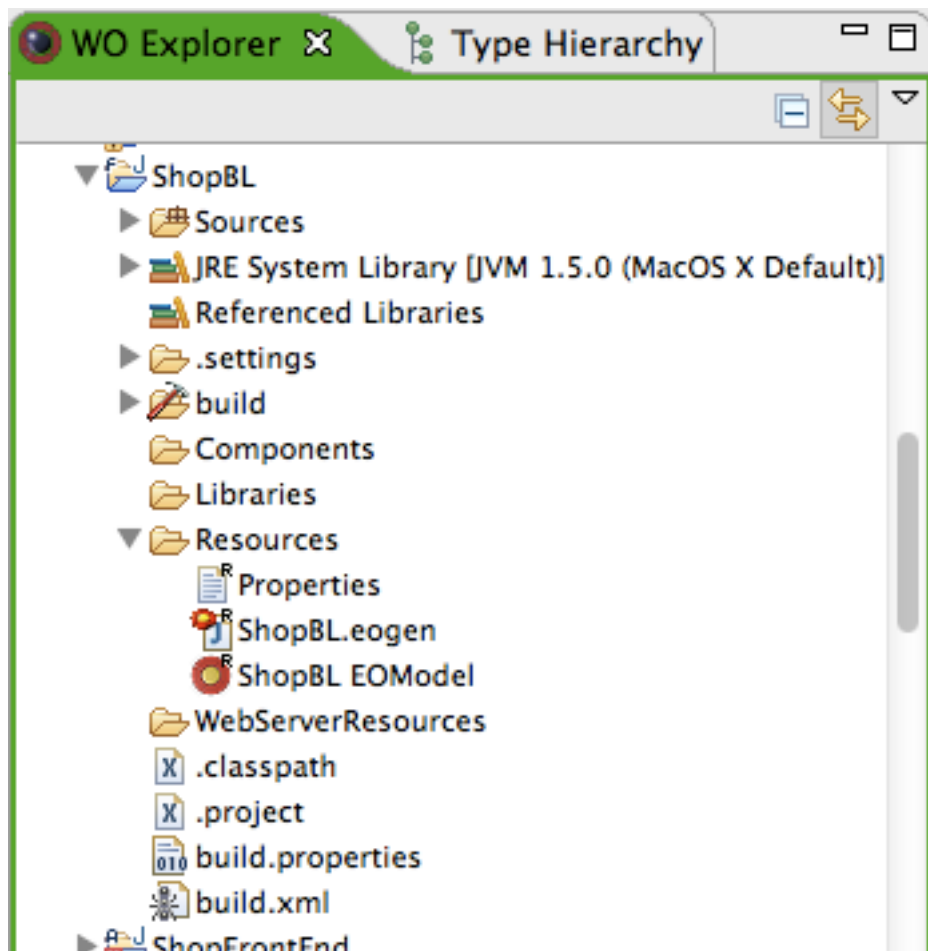 WO Explorer Type Hierarchy
ShopBL
Sources
JRE System Library [JVM 1.5.0 (MacOS X Default)]
Referenced Libraries
.settings
build
Components
Libraries
Resources
Properties
ShopBL.eogen
ShopBL EOModel
WebServerResources
.classpath
.project
build.properties
build.xml
ShopFrontEnd